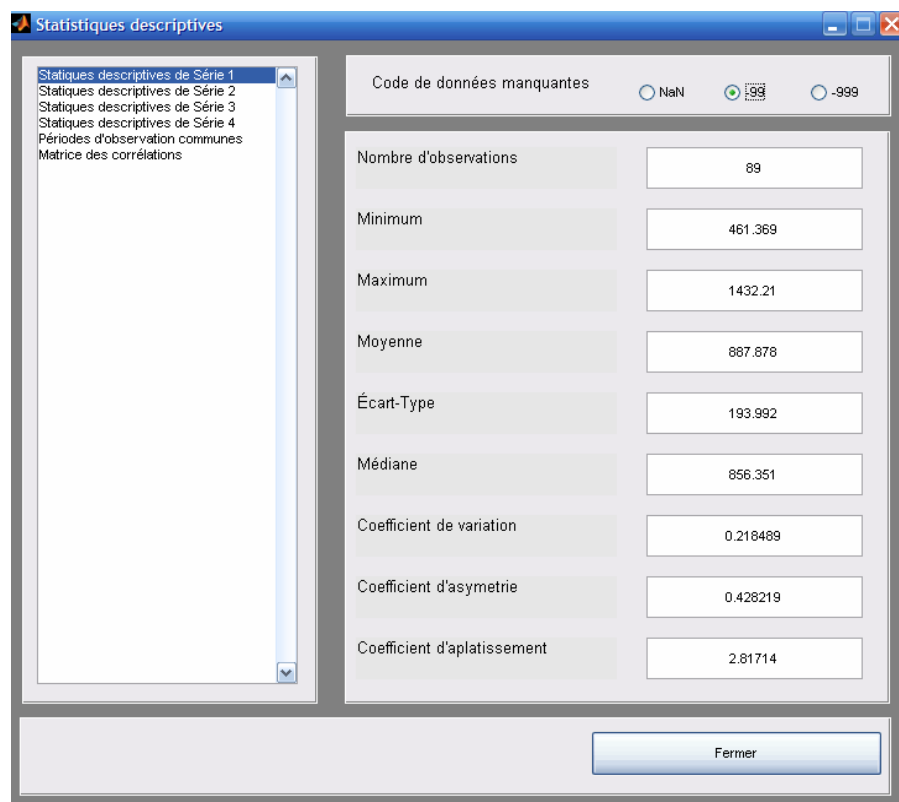 Statistiques descriptives
Statiques descriptives de Série 1
Statiques descriptives de Série 2
Statiques descriptives de Série 3
Statiques descriptives de Série 4
Périodes d'observation communes
Matrice des corrélations
Code de données manquantes
NaN
-99
-999
Nombre d'observations
89
Minimum
461.369
Maximum
1432.21
Moyenne
887.878
Écart-Type
193.992
Médiane
856.351
Coefficient de variation
0.218489
Coefficient d'asymetrie
0.428219
Coefficient d'aplatissement
2.81714
Fermer